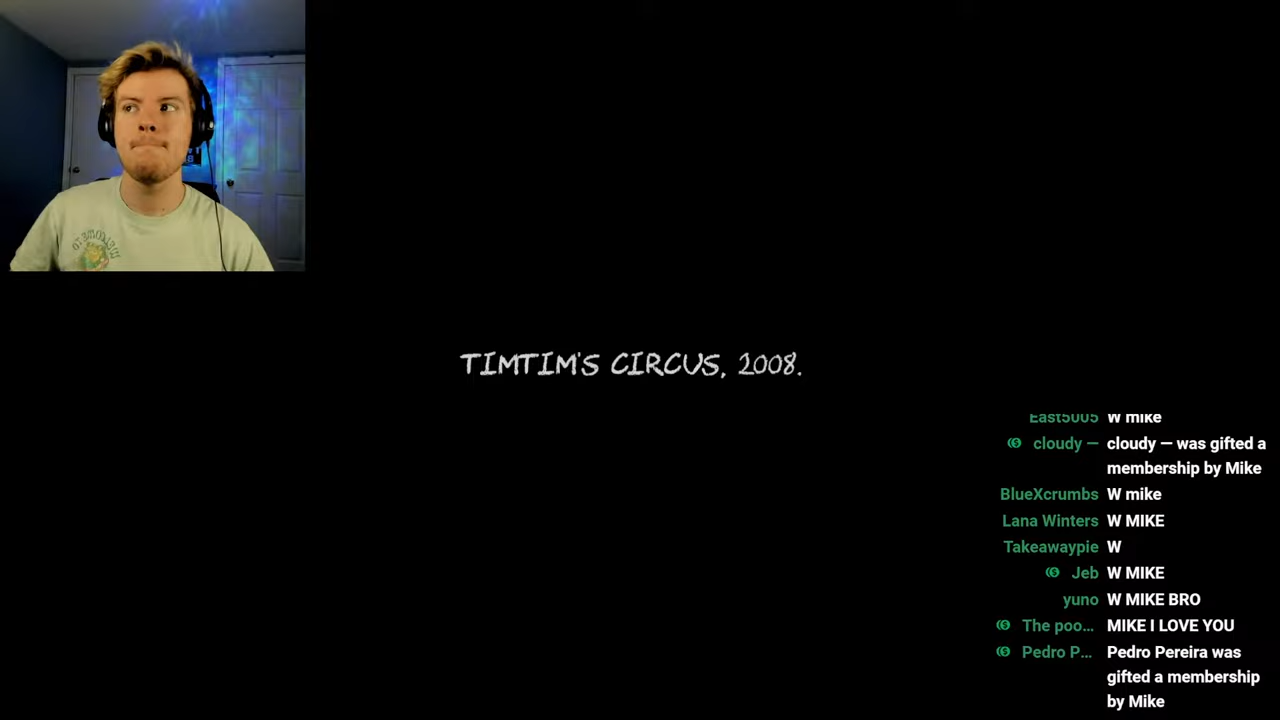 TIMTIM'S CIRCUS, 2008.
East5005 W mike
cloudy — cloudy — was gifted a
membership by Mike
BlueXcrumbs W mike
Lana Winters W MIKE
Takeawaypie W
Jeb W MIKE
yuno W MIKE BRO
The poo... MIKE I LOVE YOU
Pedro P... Pedro Pereira was
gifted a membership
by Mike